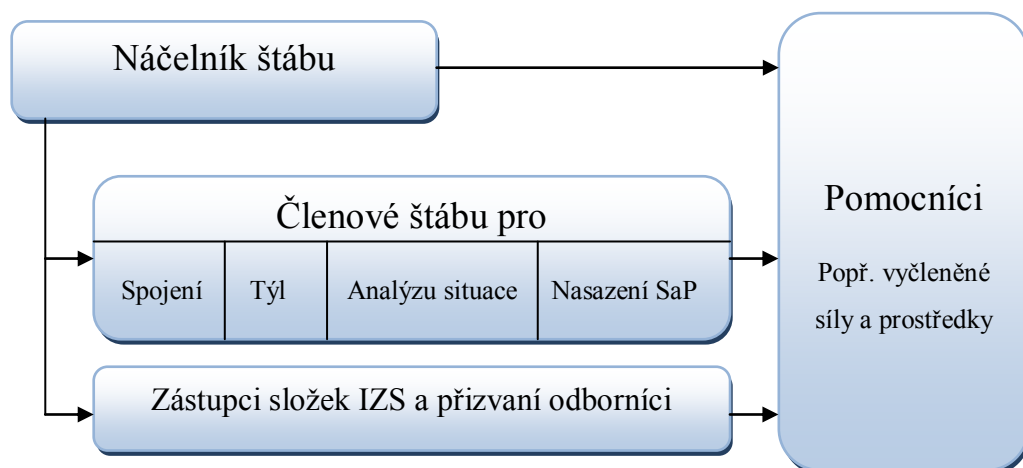 Náčelník štábu
Členové štábu pro
Spojení
Týl
Analýzu situace
Nasazení SaP
Zástupci složek IZS a přizvaní odborníci
Pomocníci
Popř. vyčleněné
síly a prostředky